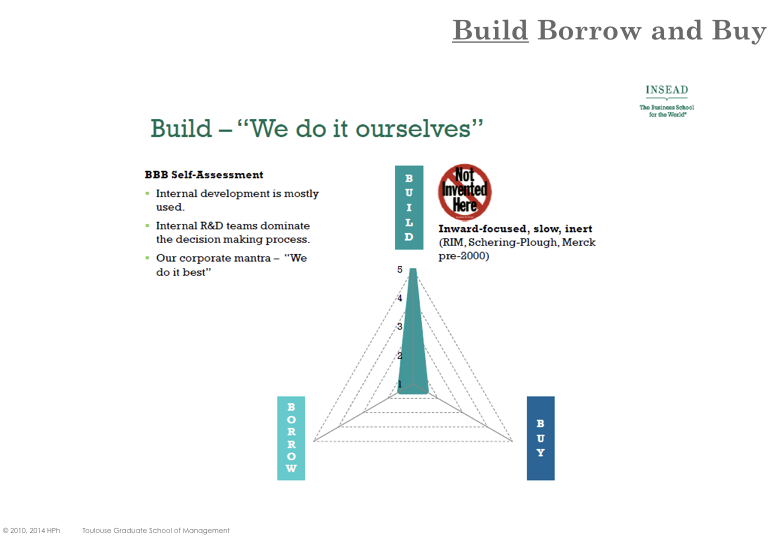 Build Borrow and Buy
INSEAD
The Business School
for the World®
Build – “We do it ourselves”
BBB Self-Assessment
Internal development is mostly
used.
Internal R&D teams dominate
the decision making process.
Our corporate mantra – “We
do it best”
BUILD
Not
Invented
Here
Inward-focused, slow, inert
(RIM, Schering-Plough, Merck
pre-2000)
5
4
3
2
1
BORROW
BUY
© 2010, 2014 HPh Toulouse Graduate School of Management